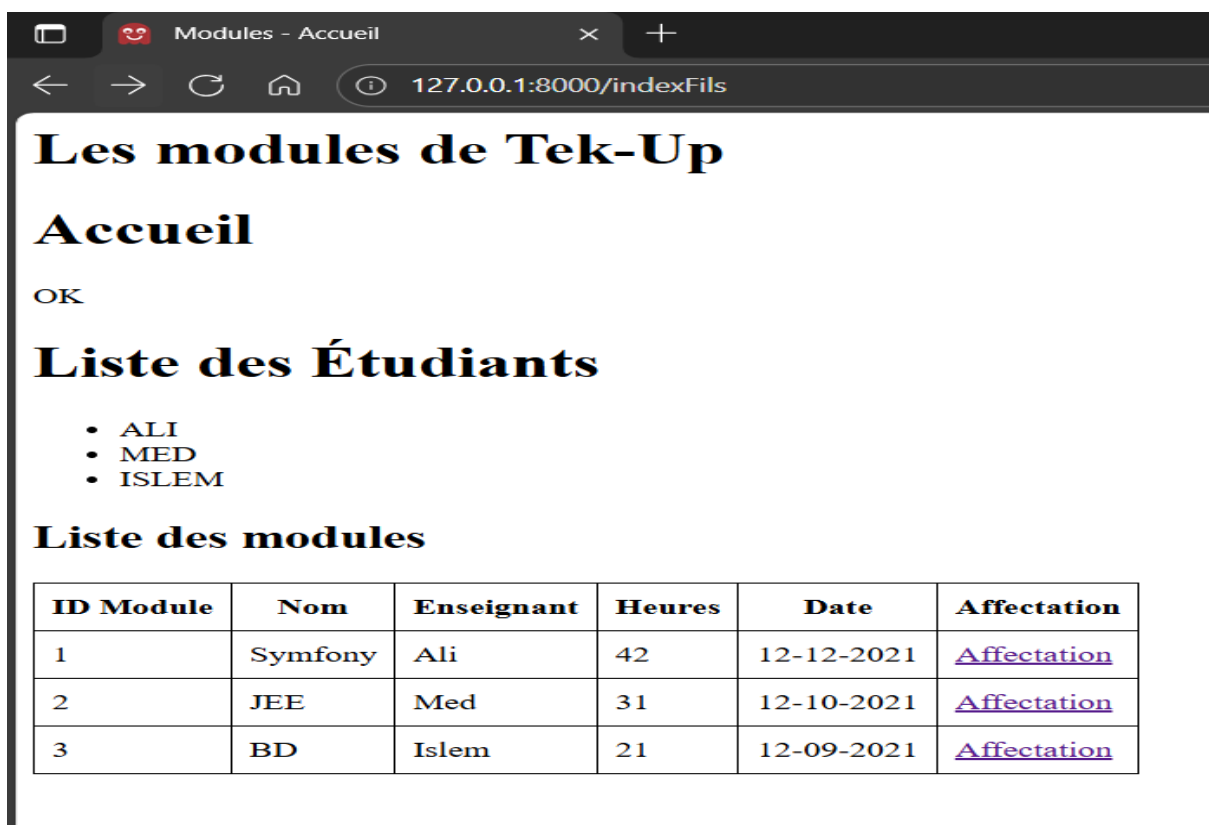 Modules - Accueil
127.0.0.1:8000/indexFils
Les modules de Tek-Up
Accueil
OK
Liste des Étudiants
ALI
MED
ISLEM
Liste des modules
ID Module Nom Enseignant Heures Date Affectation
1 Symfony Ali 42 12-12-2021 Affectation
2 JEE Med 31 12-10-2021 Affectation
3 BD Islem 21 12-09-2021 Affectation